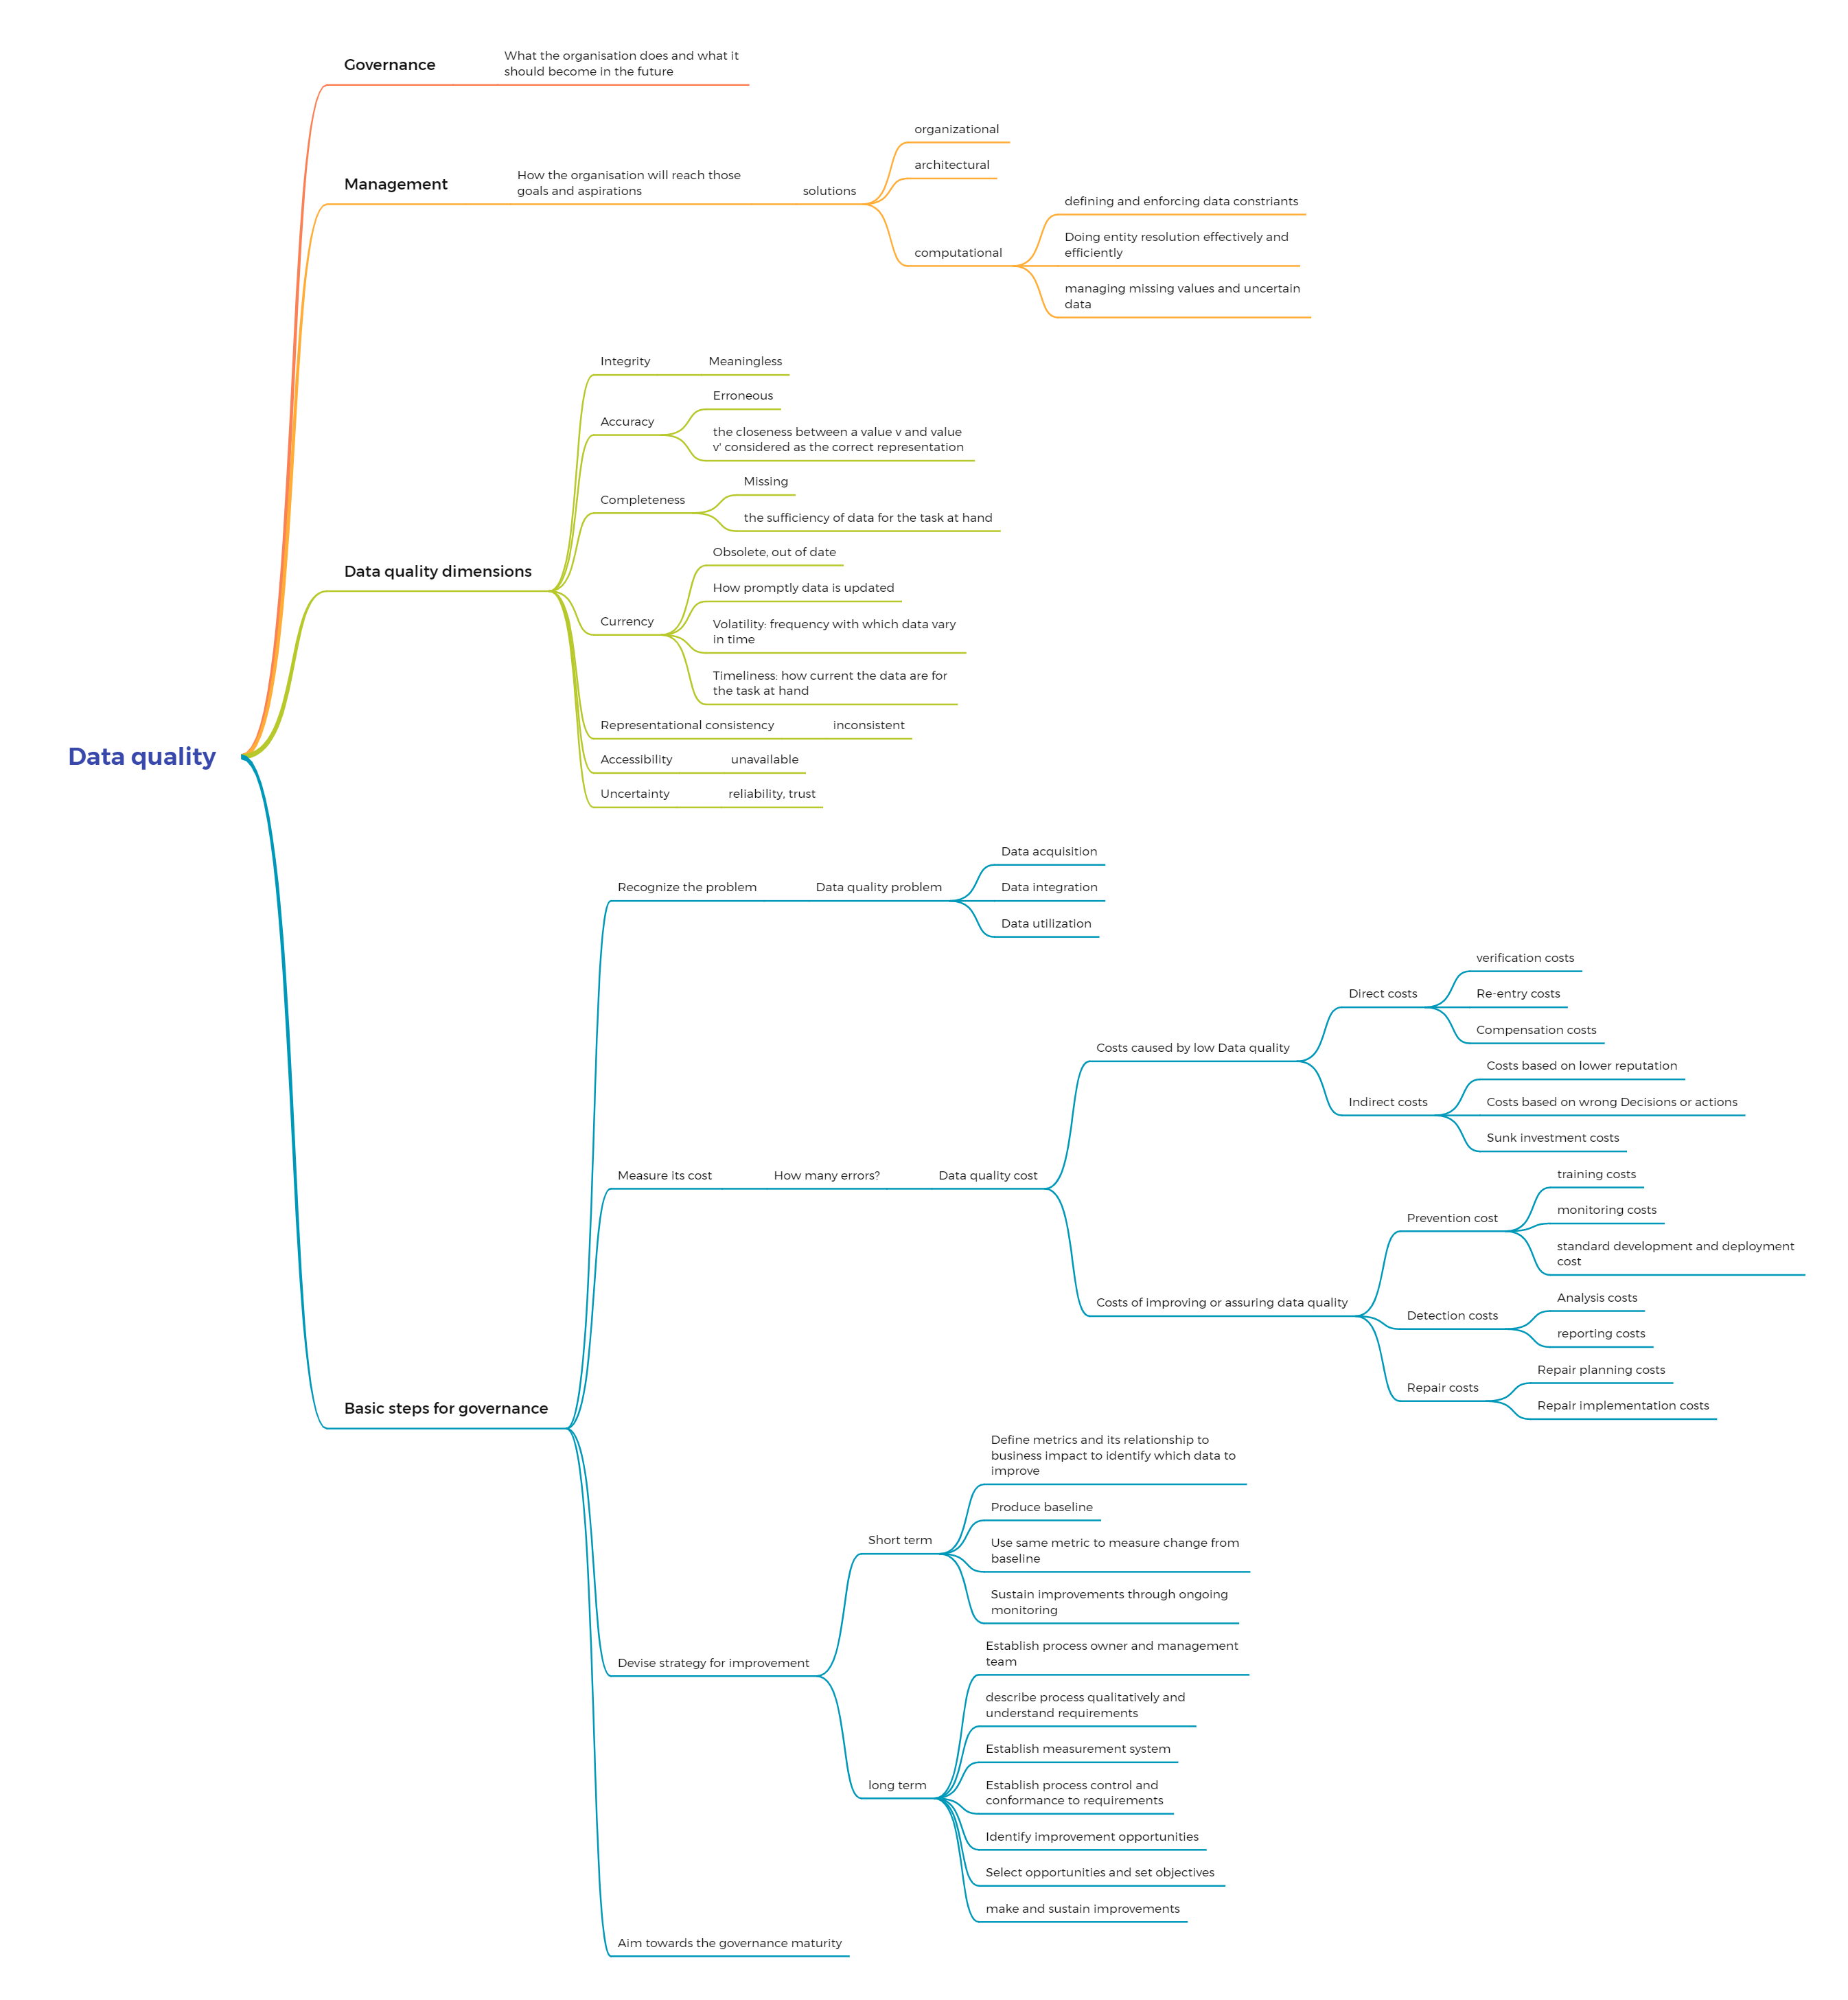 Governance
What the organisation does and what it
should become in the future
Management
How the organisation will reach those
goals and aspirations
solutions
organizational
architectural
computational
defining and enforcing data constriants
Doing entity resolution effectively and
efficiently
managing missing values and uncertain
data
Data quality dimensions
Integrity
Meaningless
Accuracy
Erroneous
the closeness between a value v and value
v' considered as the correct representation
Completeness
Missing
the sufficiency of data for the task at hand
Currency
Obsolete, out of date
How promptly data is updated
Volatility: frequency with which data vary
in time
Timeliness: how current the data are for
the task at hand
Representational consistency
inconsistent
Accessibility
unavailable
Uncertainty
reliability, trust
Data quality
Basic steps for governance
Recognize the problem
Data quality problem
Data acquisition
Data integration
Data utilization
Measure its cost
How many errors?
Data quality cost
Costs caused by low Data quality
Direct costs
verification costs
Re-entry costs
Compensation costs
Indirect costs
Costs based on lower reputation
Costs based on wrong Decisions or actions
Sunk investment costs
Costs of improving or assuring data quality
Prevention cost
training costs
monitoring costs
standard development and deployment
cost
Detection costs
Analysis costs
reporting costs
Repair costs
Repair planning costs
Repair implementation costs
Devise strategy for improvement
Short term
Define metrics and its relationship to
business impact to identify which data to
improve
Produce baseline
Use same metric to measure change from
baseline
Sustain improvements through ongoing
monitoring
long term
Establish process owner and management
team
describe process qualitatively and
understand requirements
Establish measurement system
Establish process control and
conformance to requirements
Identify improvement opportunities
Select opportunities and set objectives
make and sustain improvements
Aim towards the governance maturity